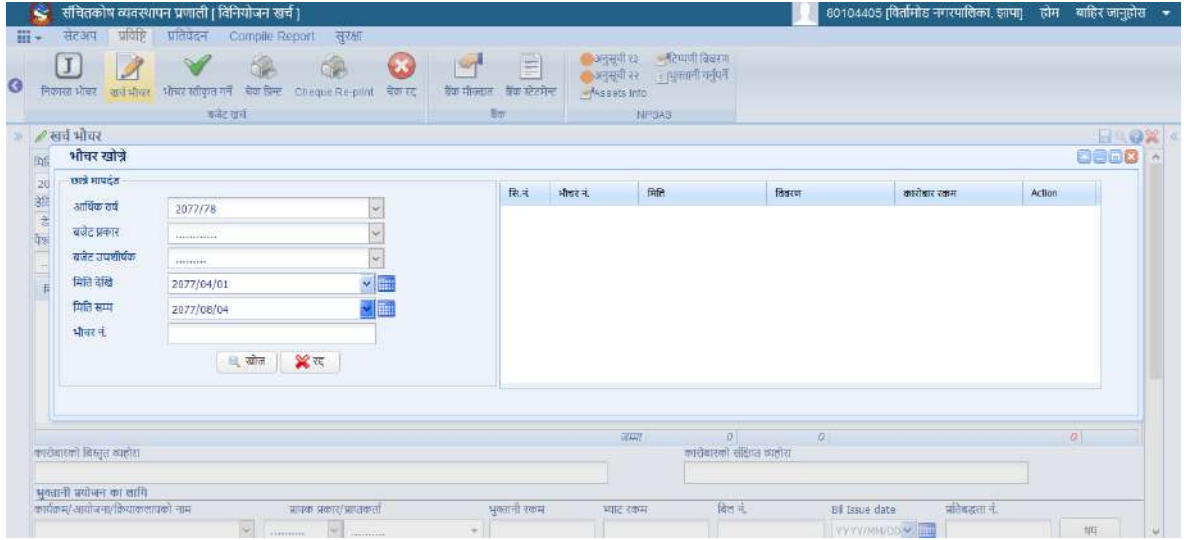 संचितकोष व्यवस्थापन प्रणाली [ विनियोजन खर्च ]
80104405 [विर्तामोड नगरपालिका, झापा] होम बाहिर जानुहोस
सेटअप प्रविष्टि प्रतिवेदन Compile Report सुरक्षा
निकासा भौचर खर्च भौचर भौचर स्वीकृत गर्ने चेक प्रिन्ट Cheque Re-print चेक रद्द बैंक मौज्दात बैंक स्टेटमेन्ट
अनुसूची १३ टिप्पणी विवरण
अनुसूची २२ भुक्तानी गर्नुपर्ने
Assets Info
बजेट खर्च बैंक NPSAS
खर्च भौचर
भौचर खोज्ने
आर्थिक वर्ष 2077/78
बजेट प्रकार ............
बजेट उपशीर्षक .........
मिति देखि 2077/04/01
मिति सम्म 2077/08/04
भौचर नं.
खोज रद्द
सि.नं भौचर नं. मिति विवरण कारोबार रकम Action
जम्मा 0 0 0
कारोबारको विस्तृत व्यहोरा कारोबारको संक्षिप्त व्यहोरा
भुक्तानी प्रयोजन का लागि
कार्यक्रम/आयोजना/क्रियाकलापको नाम प्रापक प्रकार/प्राप्तकर्ता भुक्तानी रकम भ्याट रकम बिल नं. Bill Issue date प्रतिबद्धता नं.
.......... .......... YYYY/MM/DD थप